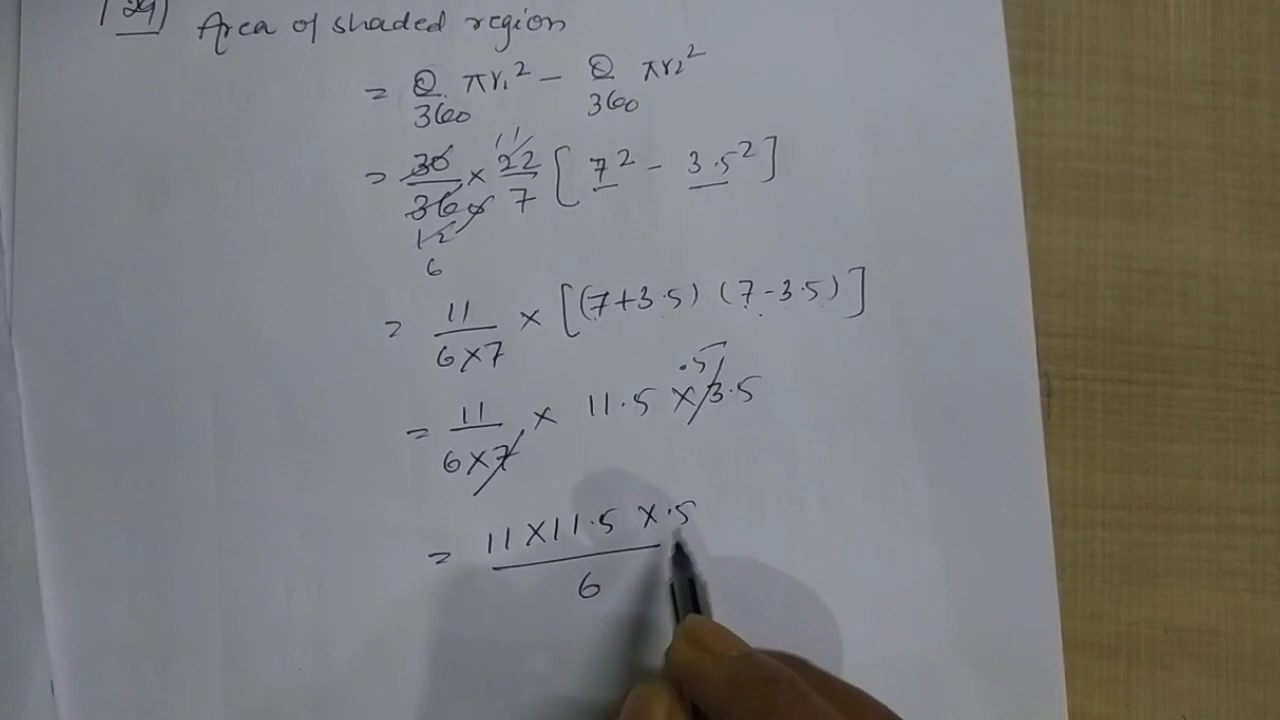 29) Area of shaded region
= θ/360 πr₁² - θ/360 πr₂²
= 30/360 × 22/7 [7² - 3.5²]
11
12
6
= 11/6×7 × [(7+3.5) (7-3.5)]
= 11/6×7 × 11.5 × 3.5
.5
= 11×11.5×.5/6